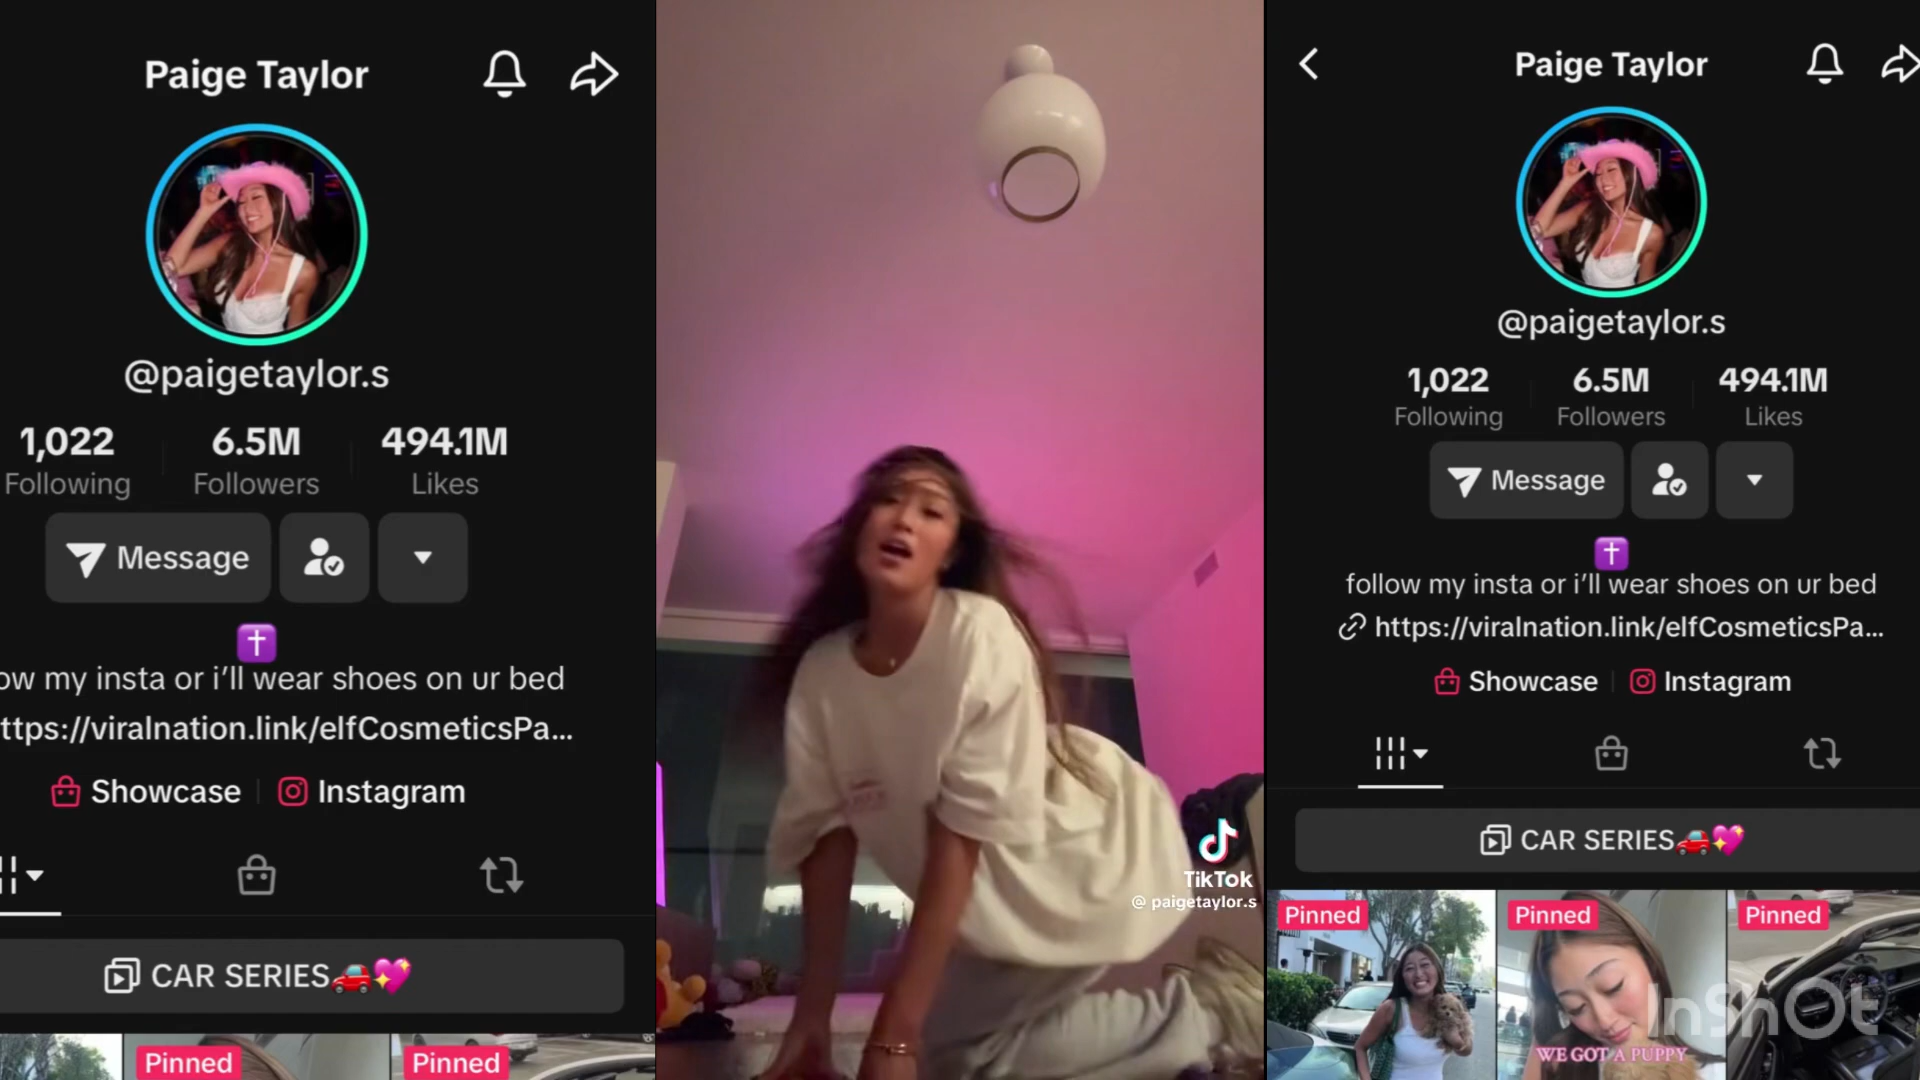 Paige Taylor
@paigetaylor.s
1,022
6.5M
494.1M
Following
Followers
Likes
Message
ow my insta or i'll wear shoes on ur bed
ttps://viralnation.link/elfCosmeticsPa...
Showcase
Instagram
CAR SERIES🚗💖
Pinned
Pinned
TikTok
@ paigetaylor.s
Paige Taylor
@paigetaylor.s
1,022
6.5M
494.1M
Following
Followers
Likes
Message
✝️
follow my insta or i'll wear shoes on ur bed
https://viralnation.link/elfCosmeticsPa...
Showcase
Instagram
CAR SERIES🚗💖
Pinned
Pinned
Pinned
WE GOT A PUPPY
InShOt